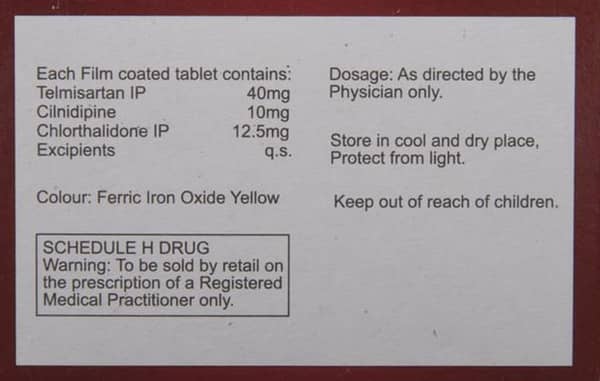 Each Film coated tablet contains:
Telmisartan IP 40mg
Cilnidipine 10mg
Chlorthalidone IP 12.5mg
Excipients q.s.
Colour: Ferric Iron Oxide Yellow
SCHEDULE H DRUG
Warning: To be sold by retail on
the prescription of a Registered
Medical Practitioner only.
Dosage: As directed by the
Physician only.
Store in cool and dry place,
Protect from light.
Keep out of reach of children.